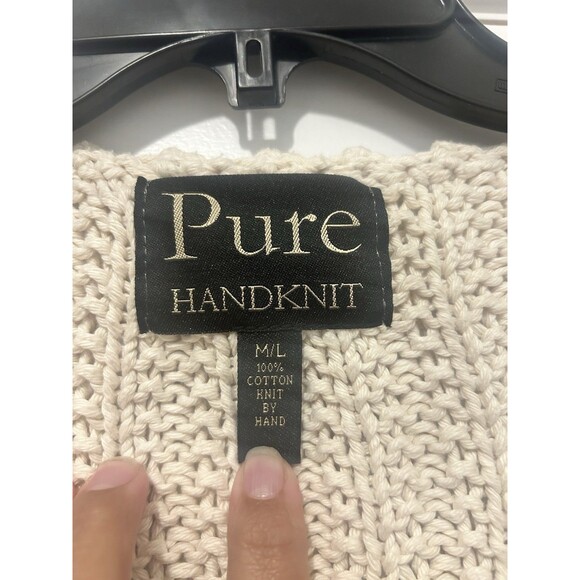 Pure
HANDKNIT
M/L
100%
COTTON
KNIT
BY
HAND